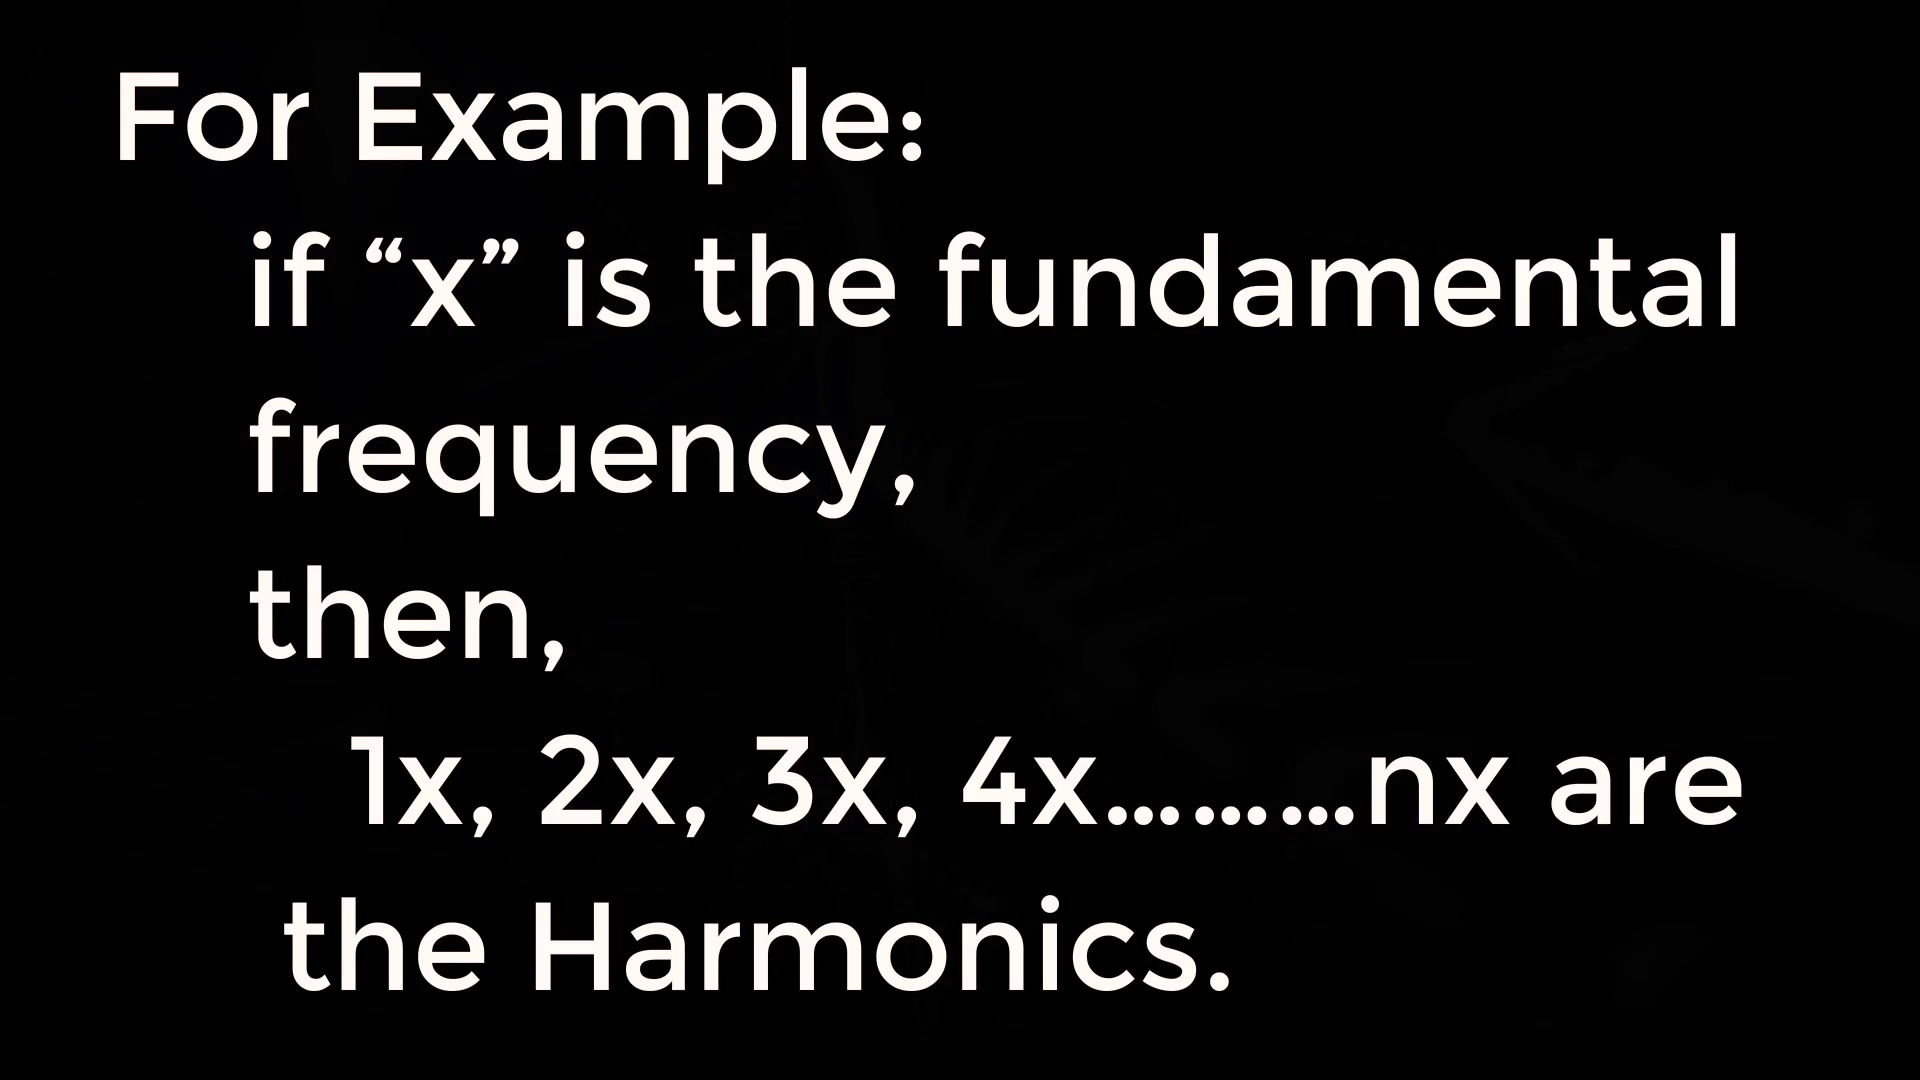 For Example:
if “x” is the fundamental
frequency,
then,
1x, 2x, 3x, 4x………nx are
the Harmonics.